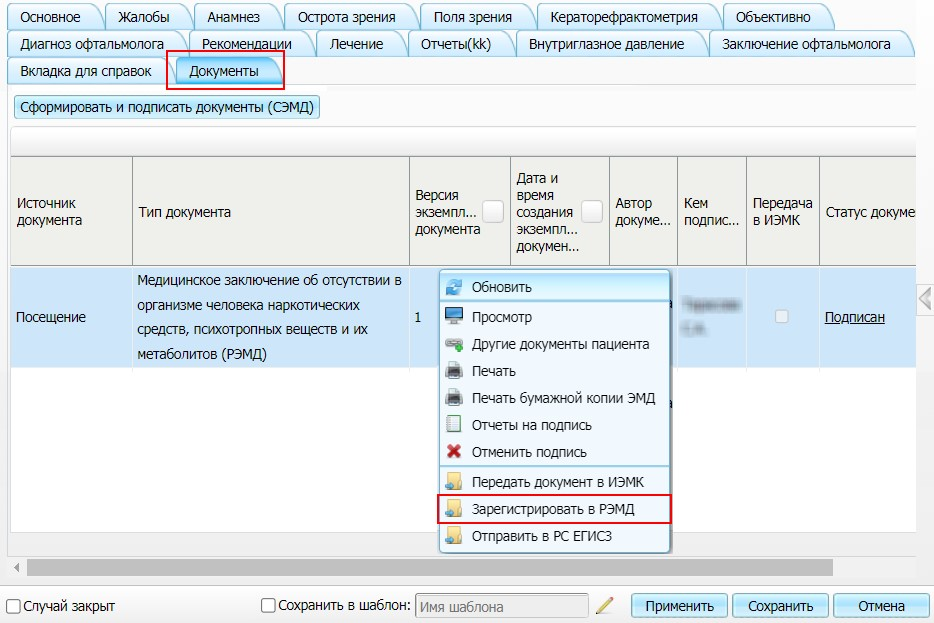 Основное
Жалобы
Анамнез
Острота зрения
Поля зрения
Кераторефрактометрия
Объективно
Диагноз офтальмолога
Рекомендации
Лечение
Отчеты(kk)
Внутриглазное давление
Заключение офтальмолога
Вкладка для справок
Документы
Сформировать и подписать документы (СЭМД)
Источник
документа
Тип документа
Версия
экземпл...
документа
Дата и
время
создания
экземпл...
докумен...
Автор
докуме...
Кем
подпис...
Передача
в ИЭМК
Статус докуме
Посещение
Медицинское заключение об отсутствии в
организме человека наркотических
средств, психотропных веществ и их
метаболитов (РЭМД)
1
Подписан
Обновить
Просмотр
Другие документы пациента
Печать
Печать бумажной копии ЭМД
Отчеты на подпись
Отменить подпись
Передать документ в ИЭМК
Зарегистрировать в РЭМД
Отправить в РС ЕГИСЗ
Случай закрыт
Сохранить в шаблон:
Имя шаблона
Применить
Сохранить
Отмена